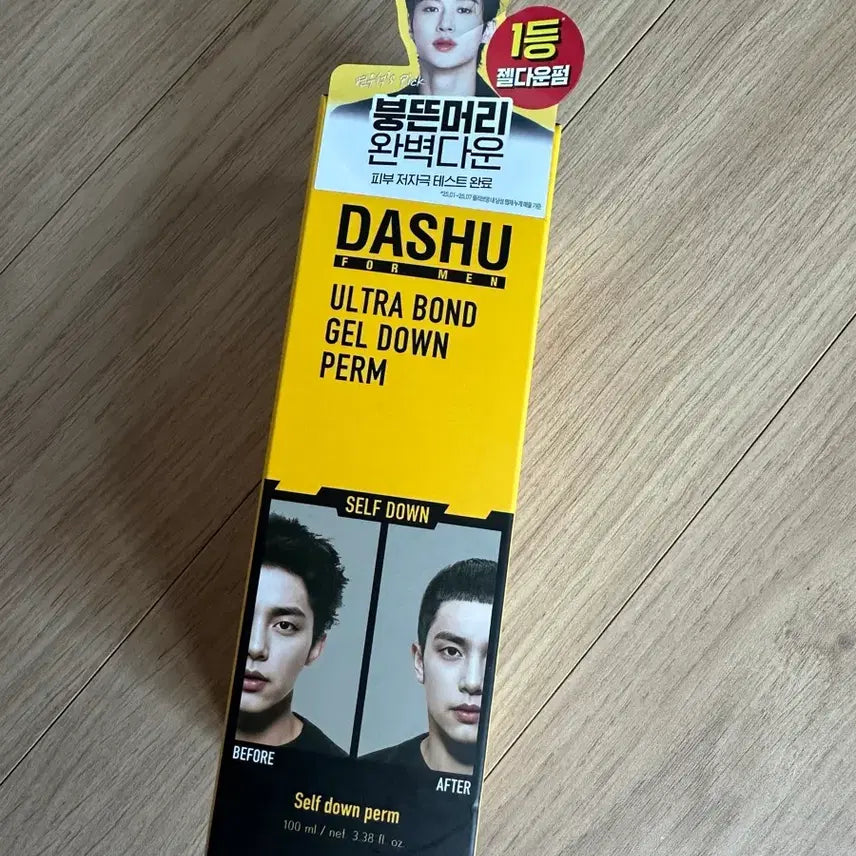 1등
젤다운펌
Pick
붕뜬머리
완벽다운
피부 저자극 테스트 완료
DASHU
FOR MEN
ULTRA BOND
GEL DOWN
PERM
SELF DOWN
BEFORE
AFTER
Self down perm
100 ml / net 3.38 fl oz